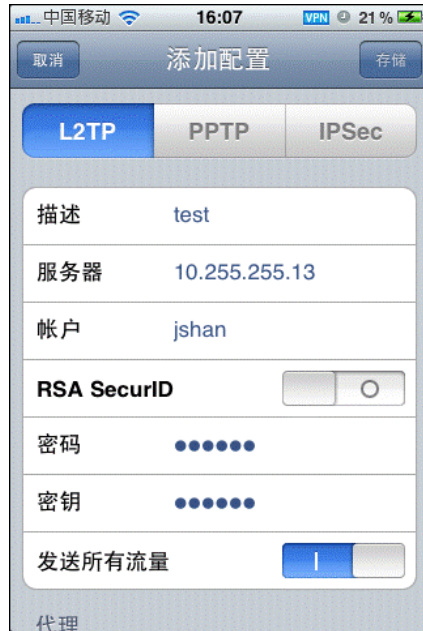 ...中国移动 16:07 VPN 21 %
取消 添加配置 存储
L2TP PPTP IPSec
描述 test
服务器 10.255.255.13
帐户 jshan
RSA SecurID
密码 ●●●●●●
密钥 ●●●●●●
发送所有流量
代理